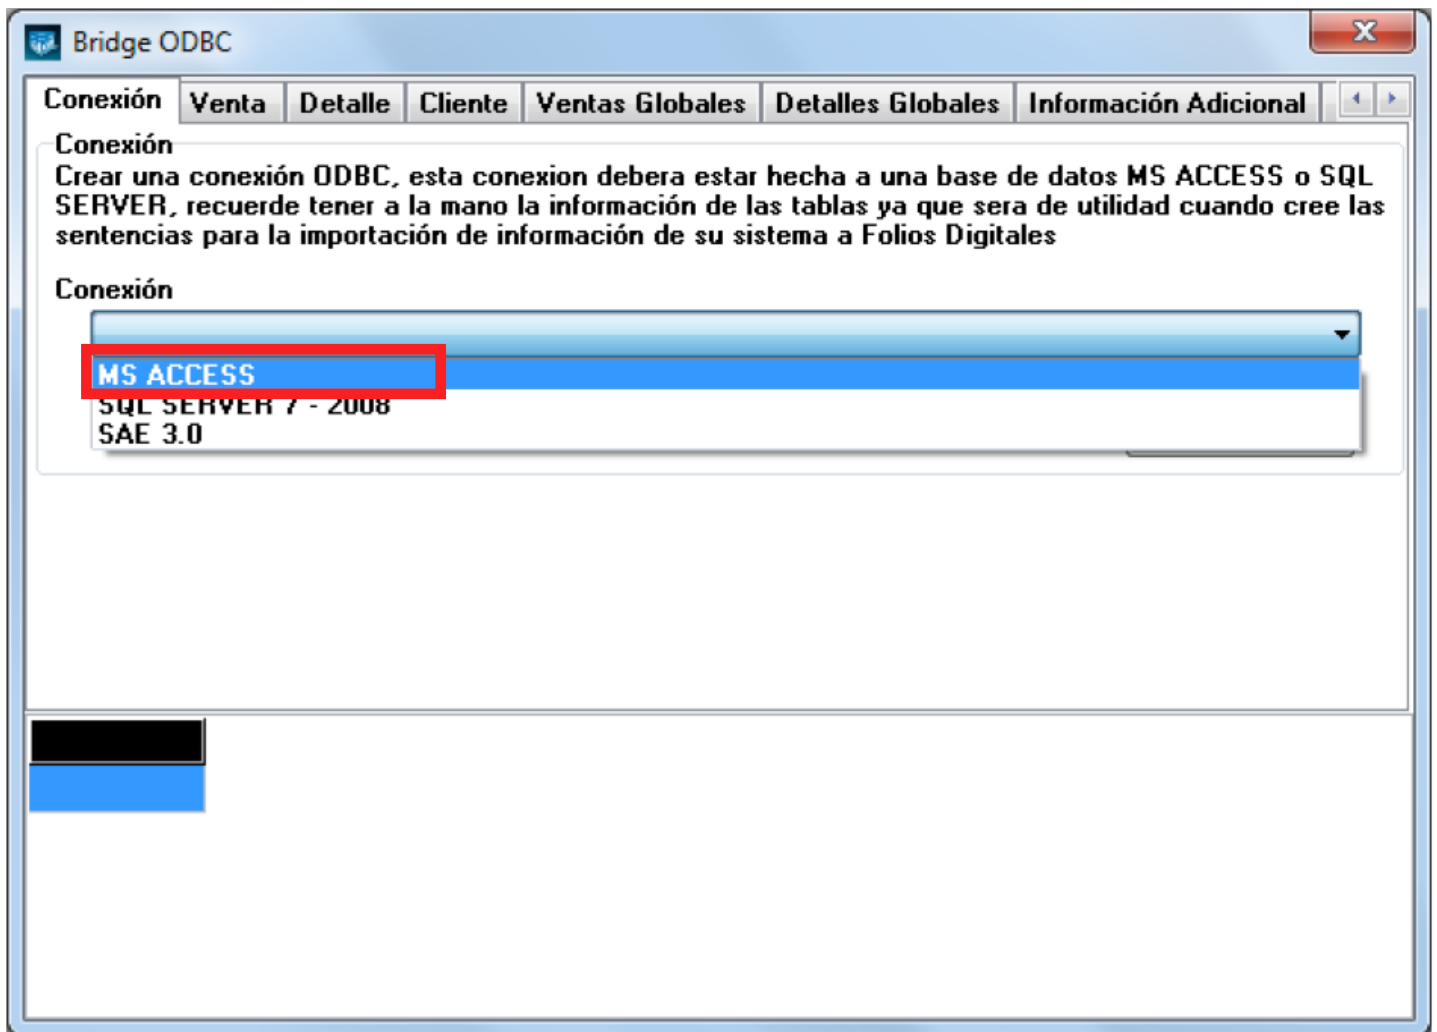 Bridge ODBC
Conexión Venta Detalle Cliente Ventas Globales Detalles Globales Información Adicional
Conexión
Crear una conexión ODBC, esta conexion debera estar hecha a una base de datos MS ACCESS o SQL
SERVER, recuerde tener a la mano la información de las tablas ya que sera de utilidad cuando cree las
sentencias para la importación de información de su sistema a Folios Digitales
Conexión
MS ACCESS
SQL SERVER 7 - 2008
SAE 3.0